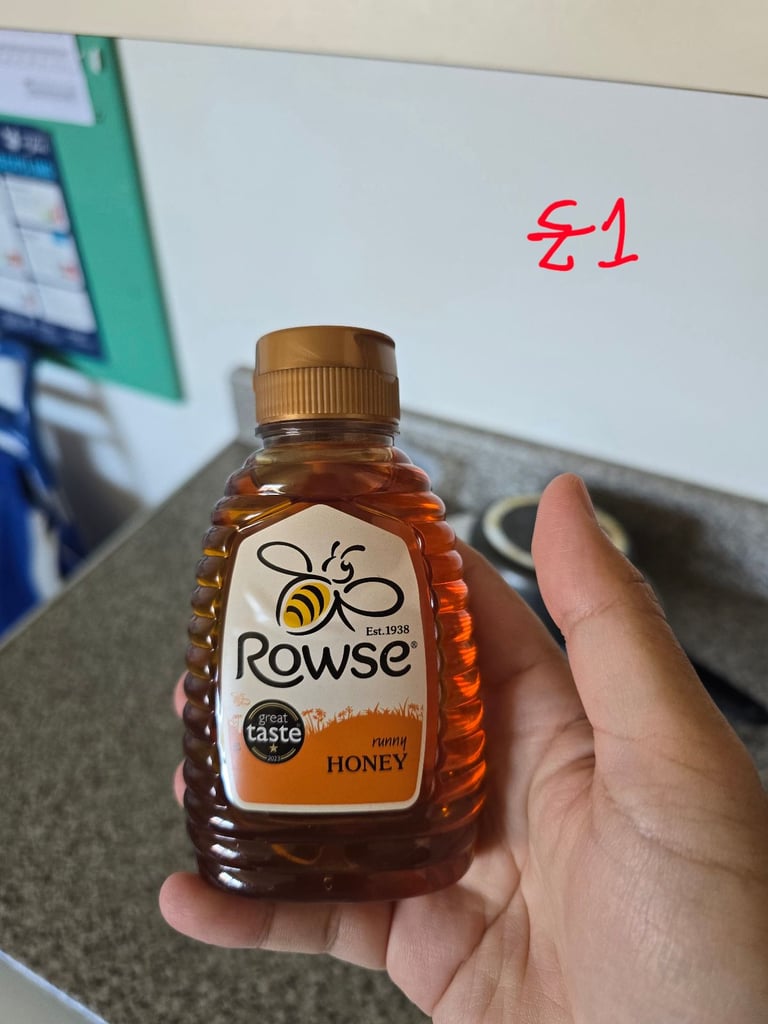 £1
Est.1938
Rowse®
great
taste
2023
runny
HONEY